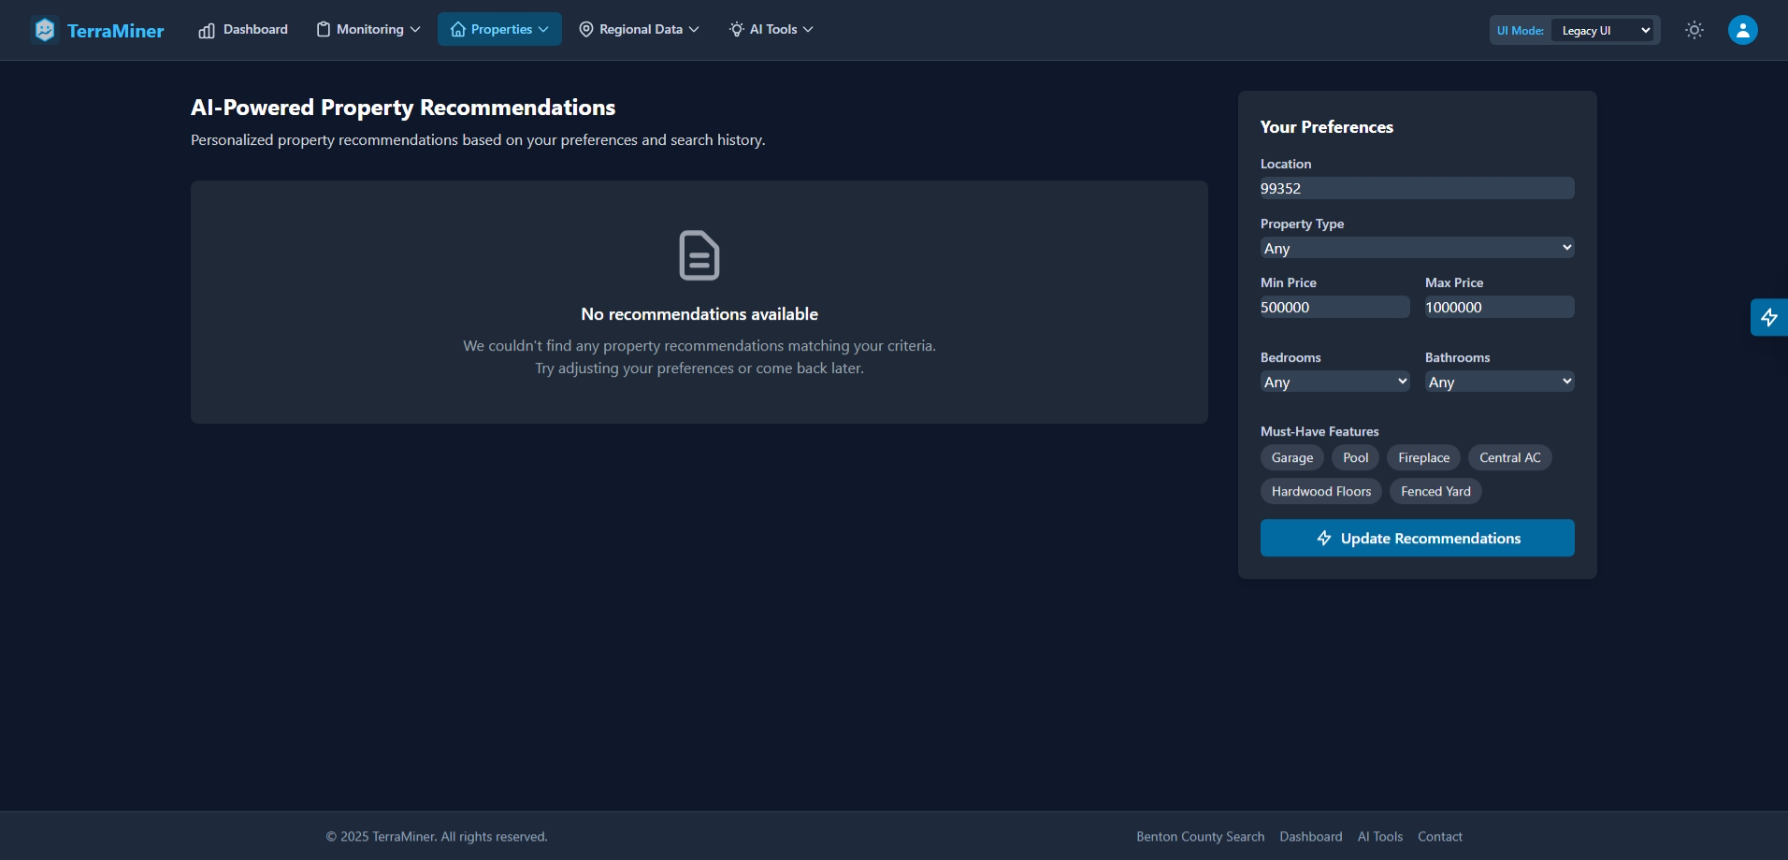 TerraMiner
Dashboard
Monitoring
Properties
Regional Data
AI Tools
UI Mode: Legacy UI
AI-Powered Property Recommendations
Personalized property recommendations based on your preferences and search history.
No recommendations available
We couldn't find any property recommendations matching your criteria.
Try adjusting your preferences or come back later.
Your Preferences
Location
99352
Property Type
Any
Min Price Max Price
500000 1000000
Bedrooms Bathrooms
Any Any
Must-Have Features
Garage Pool Fireplace Central AC
Hardwood Floors Fenced Yard
Update Recommendations
© 2025 TerraMiner. All rights reserved.
Benton County Search Dashboard AI Tools Contact